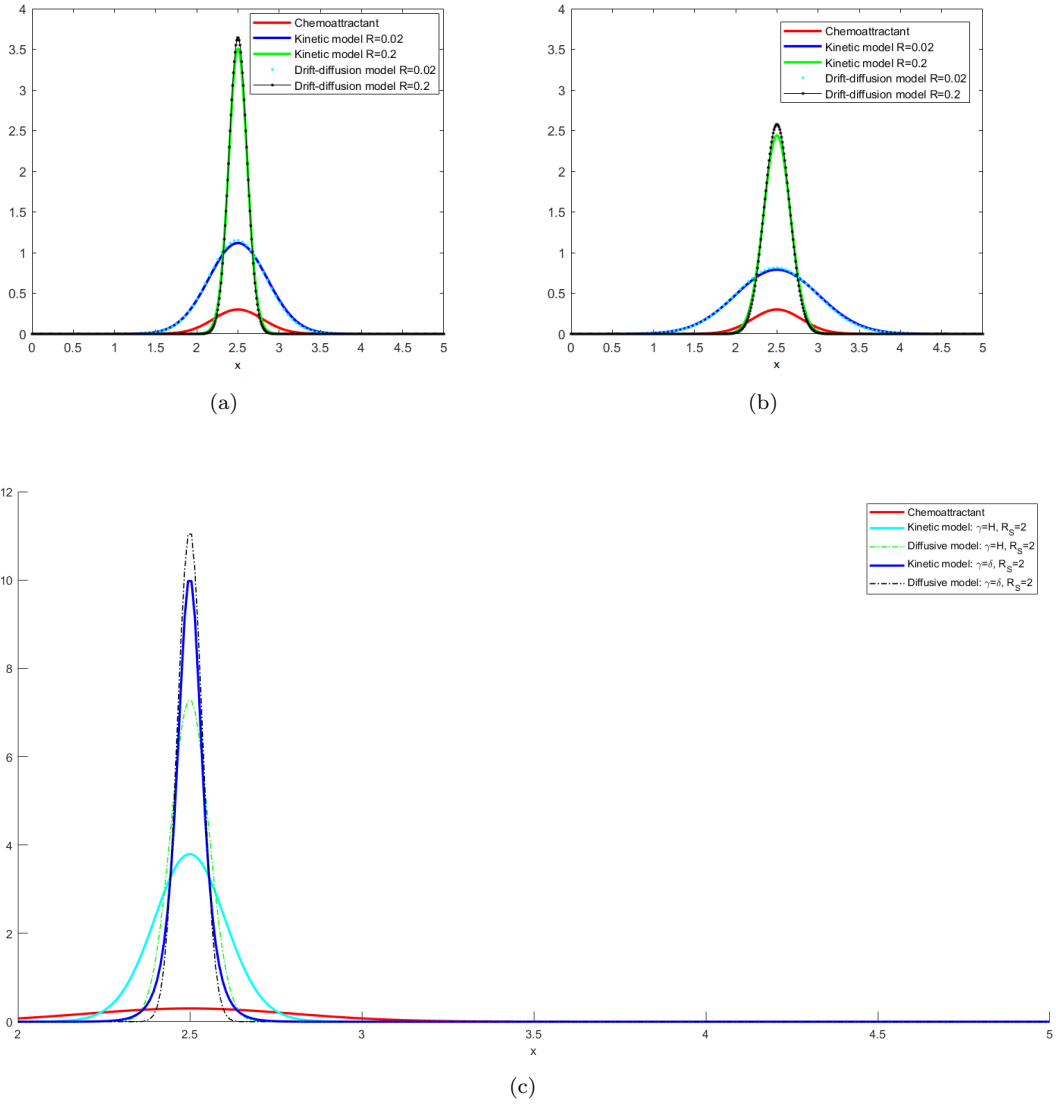 4
3.5
3
2.5
2
1.5
1
0.5
0
0 0.5 1 1.5 2 2.5 3 3.5 4 4.5 5
x
Chemoattractant
Kinetic model R=0.02
Kinetic model R=0.2
Drift-diffusion model R=0.02
Drift-diffusion model R=0.2
(a)
4
3.5
3
2.5
2
1.5
1
0.5
0
0 0.5 1 1.5 2 2.5 3 3.5 4 4.5 5
x
Chemoattractant
Kinetic model R=0.02
Kinetic model R=0.2
Drift-diffusion model R=0.02
Drift-diffusion model R=0.2
(b)
12
10
8
6
4
2
0
2 2.5 3 3.5 4 4.5 5
x
Chemoattractant
Kinetic model: γ=H, R_S=2
Diffusive model: γ=H, R_S=2
Kinetic model: γ=δ, R_S=2
Diffusive model: γ=δ, R_S=2
(c)